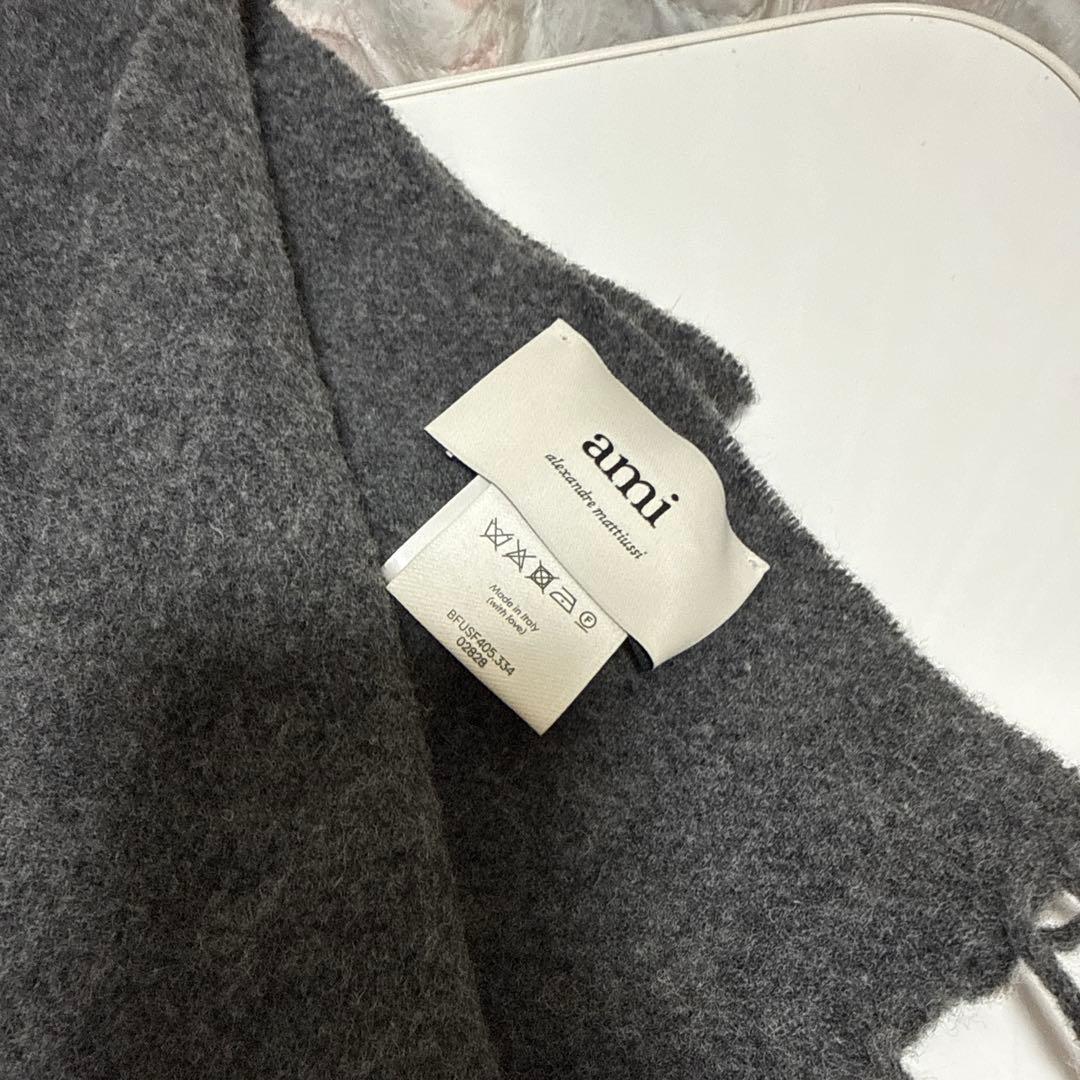 ami
alexandre mattiussi
F
Made in Italy
(with love)
BFUSF405.334
02828